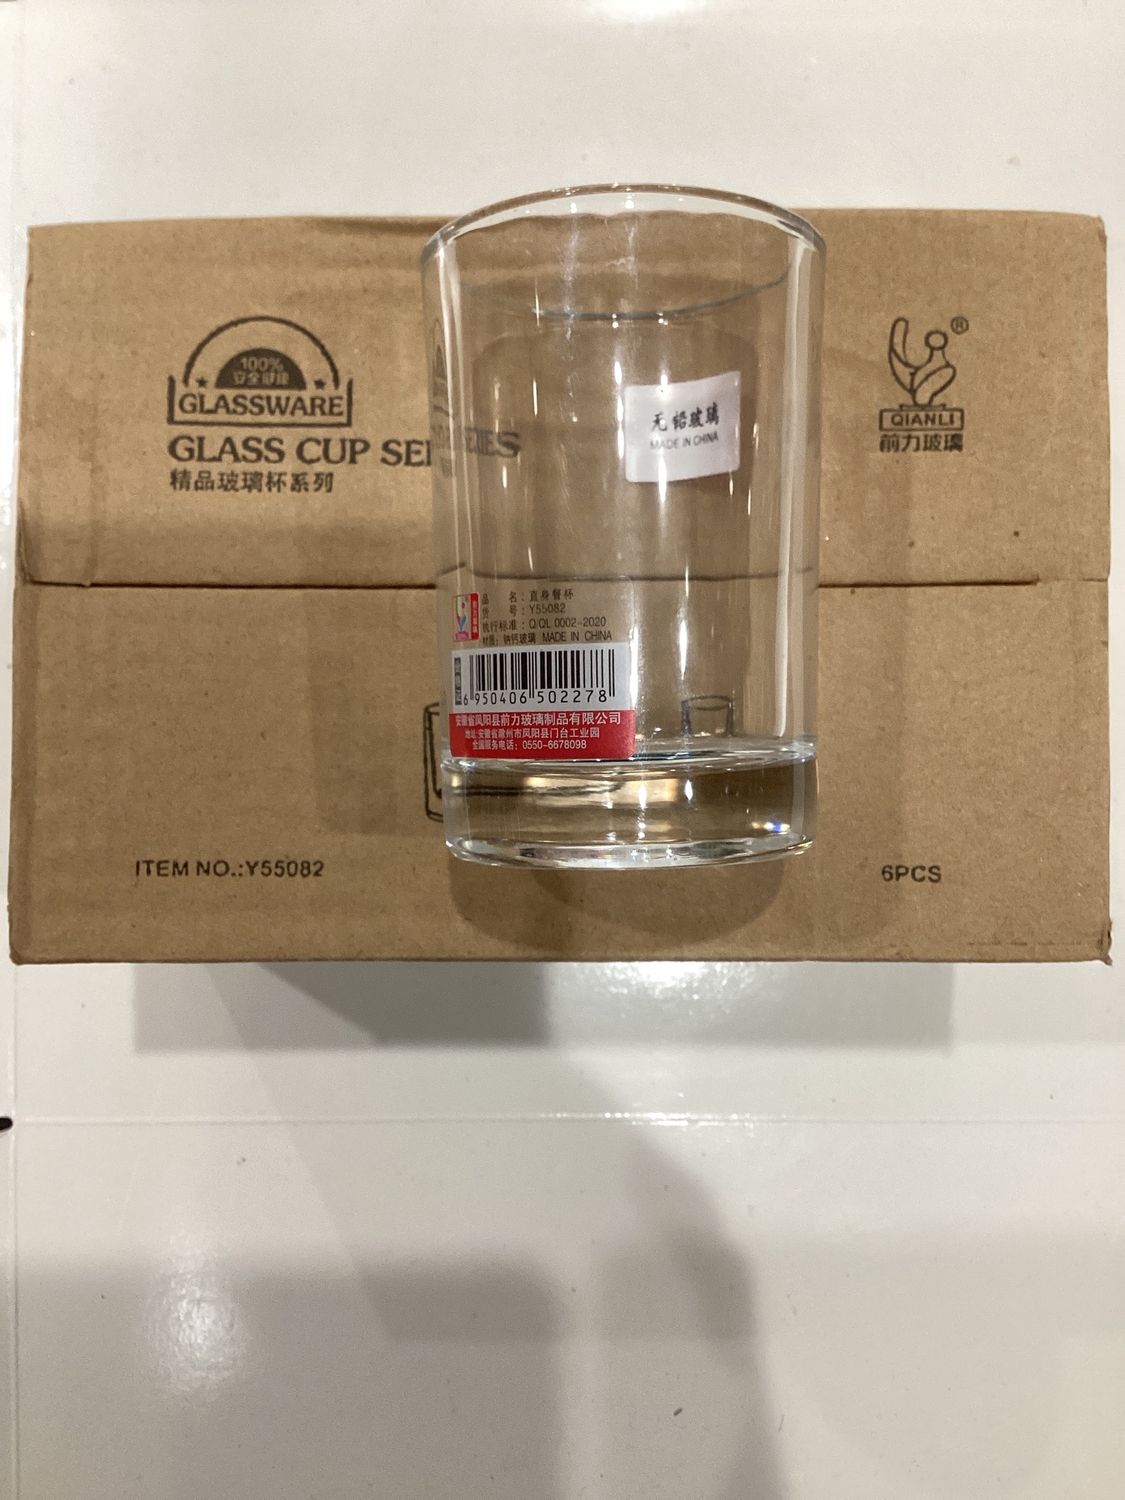 100%
安全健康
GLASSWARE
GLASS CUP SERIES
精品玻璃杯系列
®
QIANLI
前力玻璃
无铅玻璃
MADE IN CHINA
品 名：直身餐杯
货 号：Y55082
执行标准：Q/QL 0002-2020
材质：钠钙玻璃 MADE IN CHINA
6 950406 502278
安徽省凤阳县前力玻璃制品有限公司
地址:安徽省滁州市凤阳县门台工业园
全国服务电话：0550-6678098
ITEM NO.:Y55082
6PCS